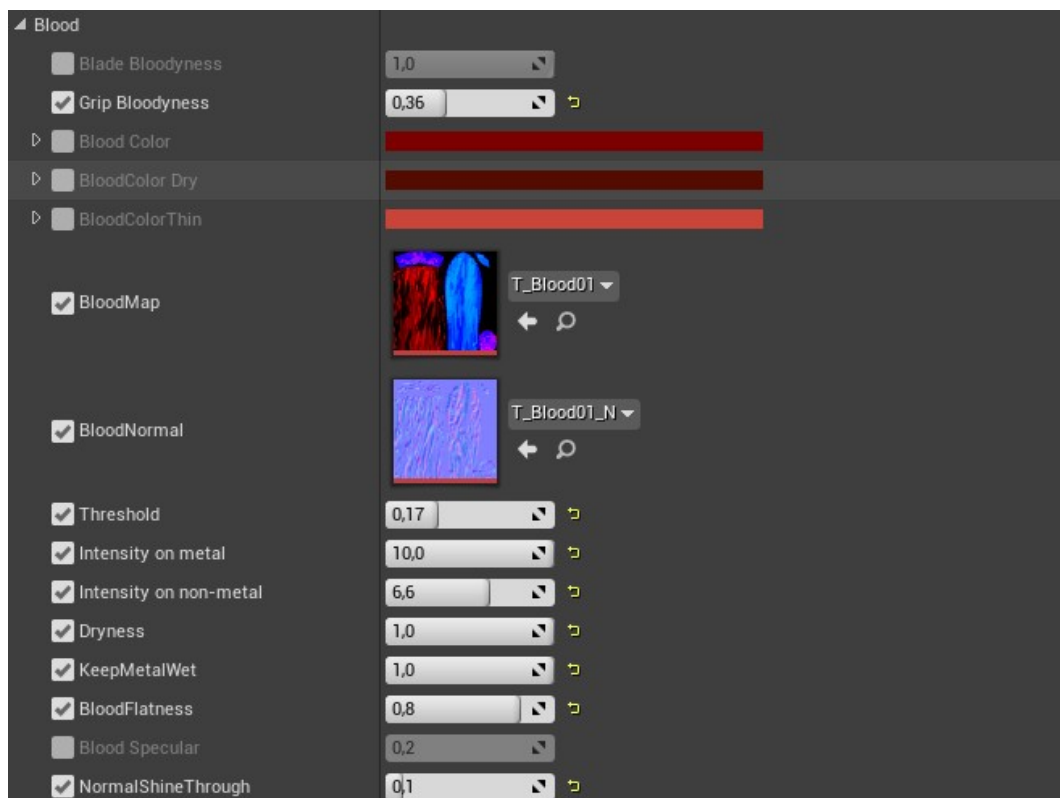 Blood
Blade Bloodyness 1,0
Grip Bloodyness 0,36
Blood Color
BloodColor Dry
BloodColorThin
BloodMap T_Blood01
BloodNormal T_Blood01_N
Threshold 0,17
Intensity on metal 10,0
Intensity on non-metal 6,6
Dryness 1,0
KeepMetalWet 1,0
BloodFlatness 0,8
Blood Specular 0,2
NormalShineThrough 0,1